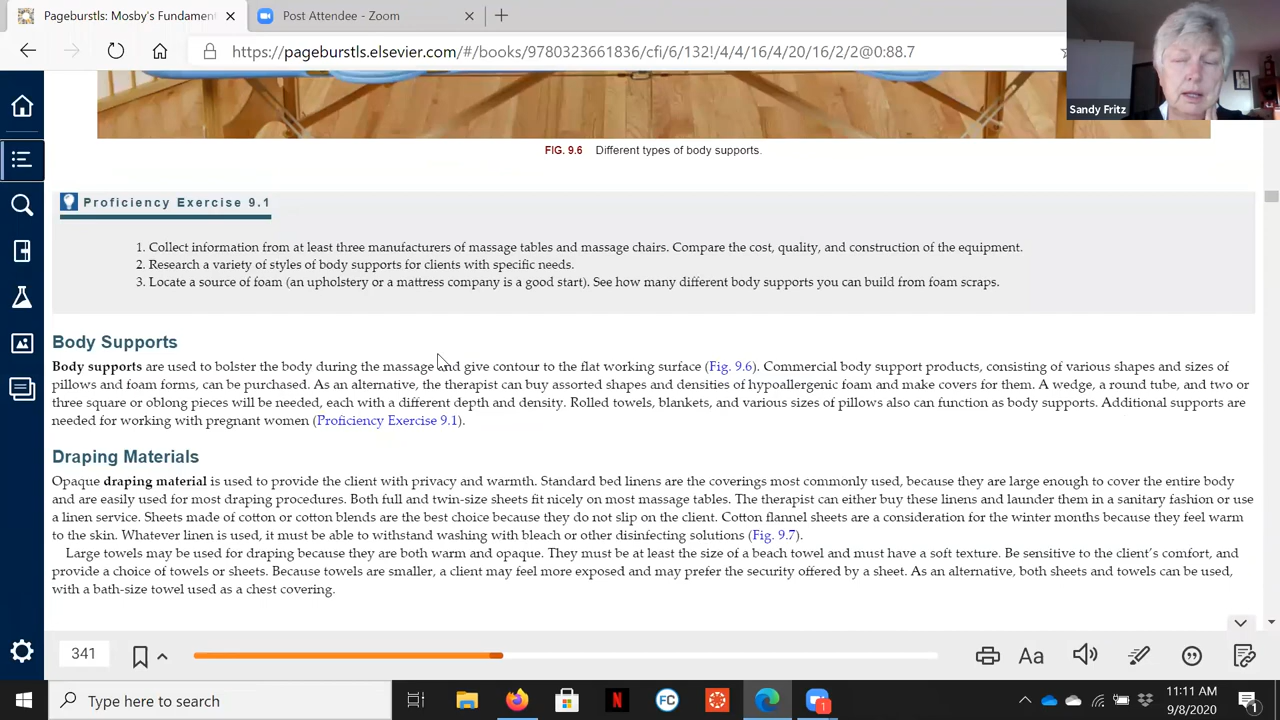 Pageburstls: Mosby's Fundamen
Post Attendee - Zoom
https://pageburstls.elsevier.com/#/books/9780323661836/cfi/6/132!/4/4/16/4/20/16/2/2@0:88.7
Sandy Fritz
FIG. 9.6 Different types of body supports.
Proficiency Exercise 9.1
1. Collect information from at least three manufacturers of massage tables and massage chairs. Compare the cost, quality, and construction of the equipment.
2. Research a variety of styles of body supports for clients with specific needs.
3. Locate a source of foam (an upholstery or a mattress company is a good start). See how many different body supports you can build from foam scraps.
Body Supports
Body supports are used to bolster the body during the massage and give contour to the flat working surface (Fig. 9.6). Commercial body support products, consisting of various shapes and sizes of
pillows and foam forms, can be purchased. As an alternative, the therapist can buy assorted shapes and densities of hypoallergenic foam and make covers for them. A wedge, a round tube, and two or
three square or oblong pieces will be needed, each with a different depth and density. Rolled towels, blankets, and various sizes of pillows also can function as body supports. Additional supports are
needed for working with pregnant women (Proficiency Exercise 9.1).
Draping Materials
Opaque draping material is used to provide the client with privacy and warmth. Standard bed linens are the coverings most commonly used, because they are large enough to cover the entire body
and are easily used for most draping procedures. Both full and twin-size sheets fit nicely on most massage tables. The therapist can either buy these linens and launder them in a sanitary fashion or use
a linen service. Sheets made of cotton or cotton blends are the best choice because they do not slip on the client. Cotton flannel sheets are a consideration for the winter months because they feel warm
to the skin. Whatever linen is used, it must be able to withstand washing with bleach or other disinfecting solutions (Fig. 9.7).
Large towels may be used for draping because they are both warm and opaque. They must be at least the size of a beach towel and must have a soft texture. Be sensitive to the client's comfort, and
provide a choice of towels or sheets. Because towels are smaller, a client may feel more exposed and may prefer the security offered by a sheet. As an alternative, both sheets and towels can be used,
with a bath-size towel used as a chest covering.
341
Aa
Type here to search
N
FC
1
11:11 AM
9/8/2020
1